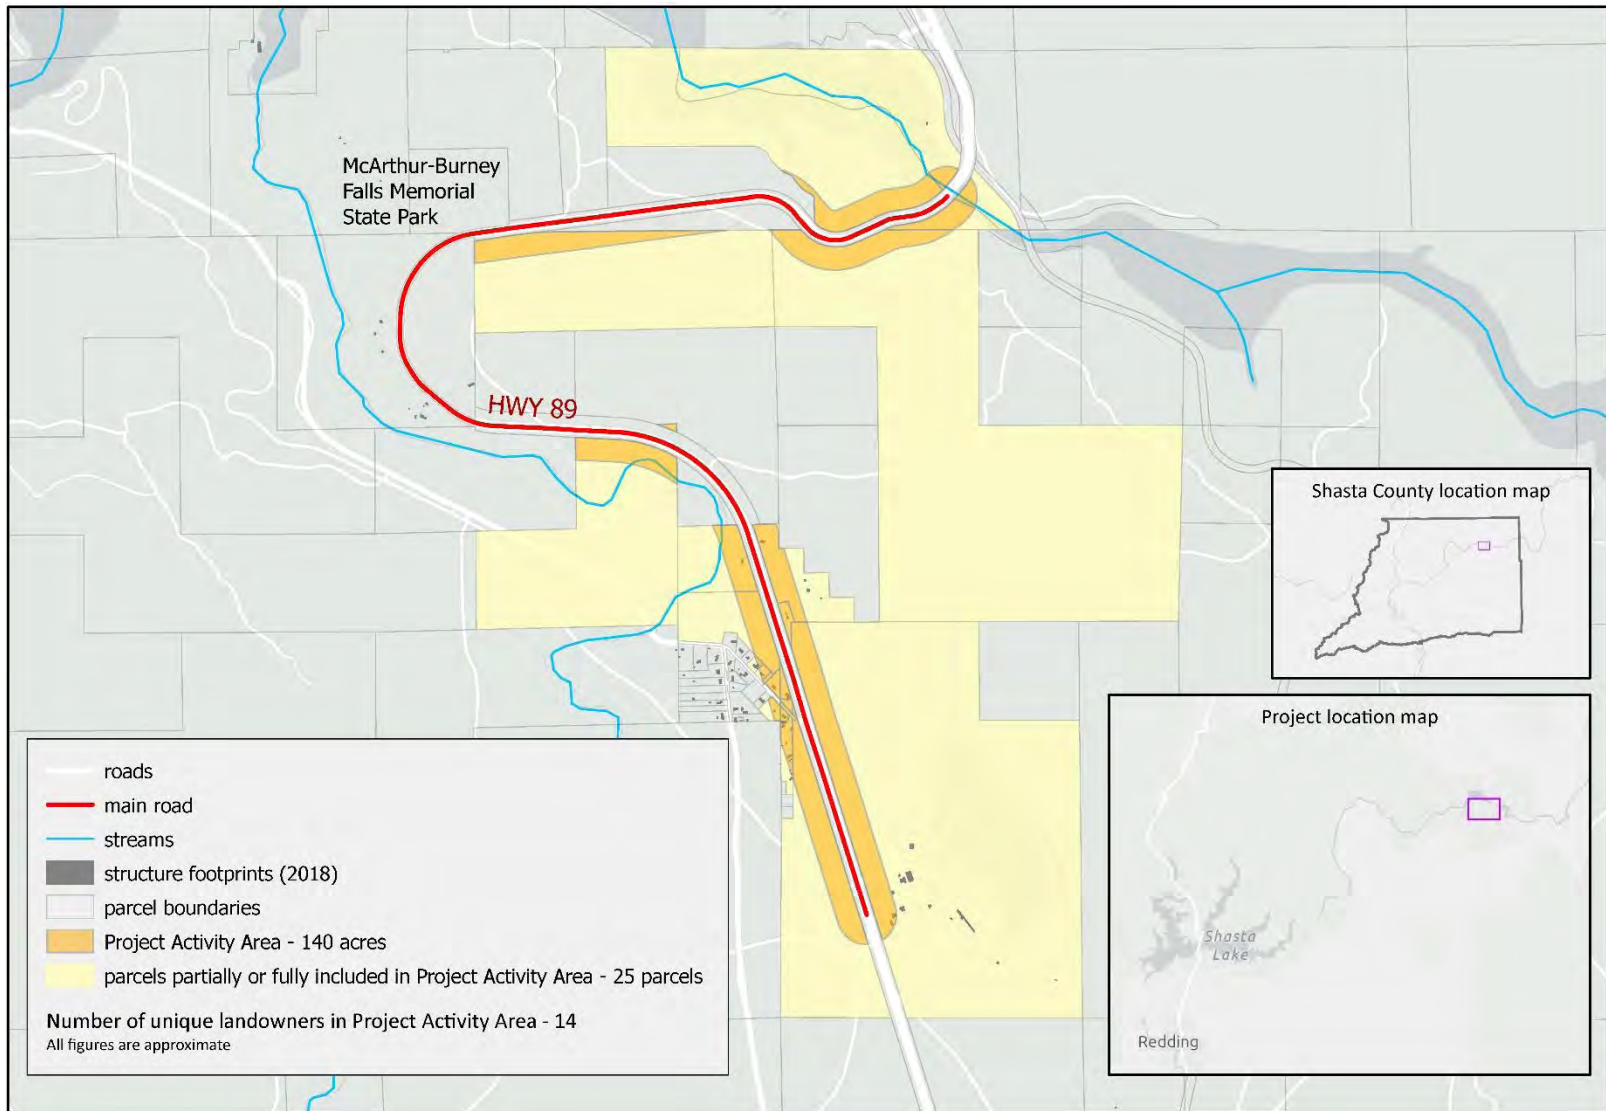 McArthur-Burney
Falls Memorial
State Park
HWY 89
Shasta County location map
Project location map
Shasta
Lake
Redding
roads
main road
streams
structure footprints (2018)
parcel boundaries
Project Activity Area - 140 acres
parcels partially or fully included in Project Activity Area - 25 parcels
Number of unique landowners in Project Activity Area - 14
All figures are approximate